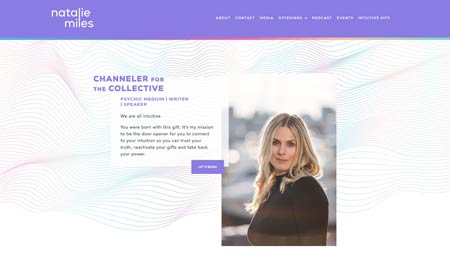 natalie
miles
ABOUT CONTACT MEDIA OFFERINGS PODCAST EVENTS INTUITIVE HITS
CHANNELER FOR
THE COLLECTIVE
PSYCHIC MEDIUM | WRITER
| SPEAKER
We are all intuitive.
You were born with this gift. It's my mission
to be the door opener for you to connect
to your intuition so you can trust your
truth, reactivate your gifts and take back
your power.
LET'S BEGIN